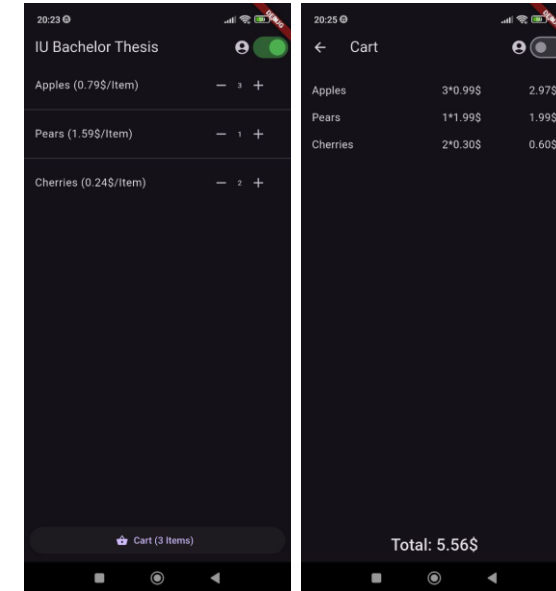 20:23
DEBUG
IU Bachelor Thesis
Apples (0.79$/Item)
3
Pears (1.59$/Item)
1
Cherries (0.24$/Item)
2
Cart (3 Items)
20:25
DEBUG
Cart
Apples 3*0.99$ 2.97$
Pears 1*1.99$ 1.99$
Cherries 2*0.30$ 0.60$
Total: 5.56$